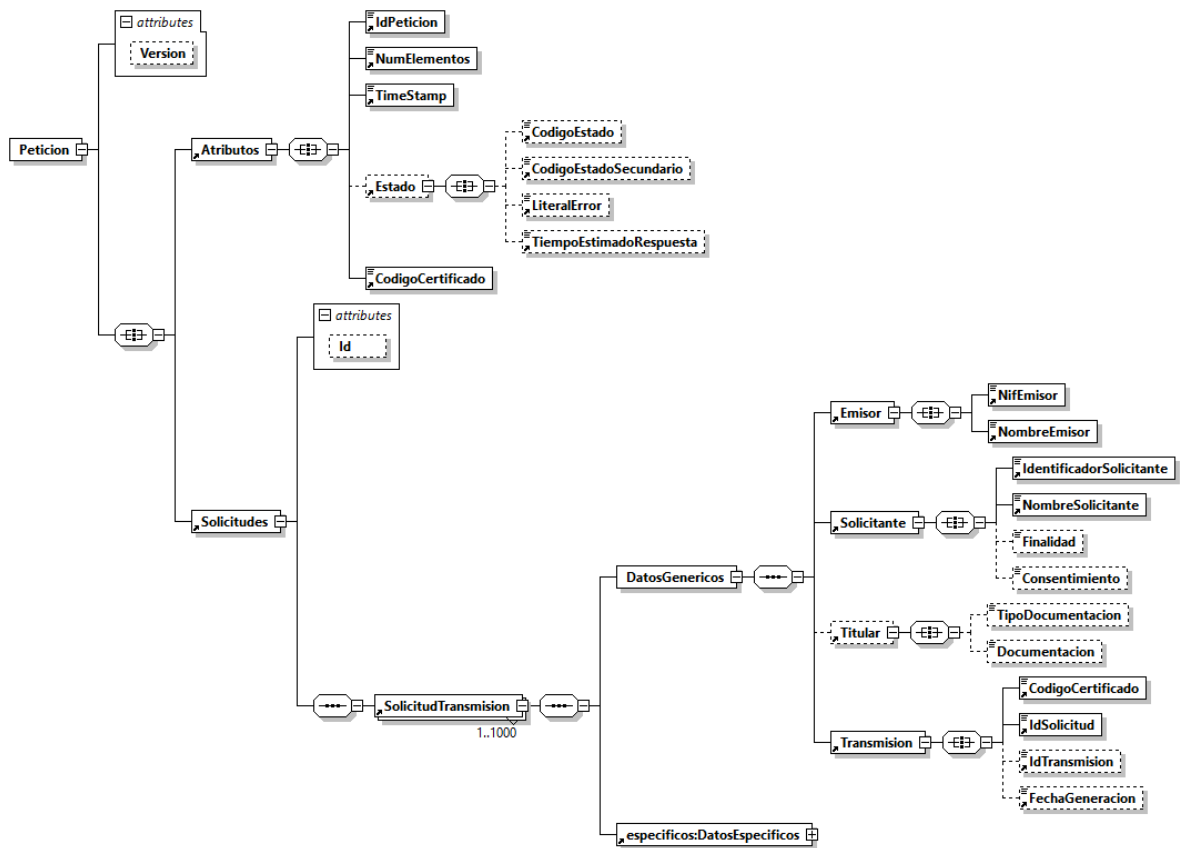 attributes
Version
Peticion
Atributos
IdPeticion
NumElementos
TimeStamp
Estado
CodigoEstado
CodigoEstadoSecundario
LiteralError
TiempoEstimadoRespuesta
CodigoCertificado
attributes
Id
Solicitudes
SolicitudTransmision
1..1000
DatosGenericos
Emisor
NifEmisor
NombreEmisor
Solicitante
IdentificadorSolicitante
NombreSolicitante
Finalidad
Consentimiento
Titular
TipoDocumentacion
Documentacion
Transmision
CodigoCertificado
IdSolicitud
IdTransmision
FechaGeneracion
especificos:DatosEspecificos